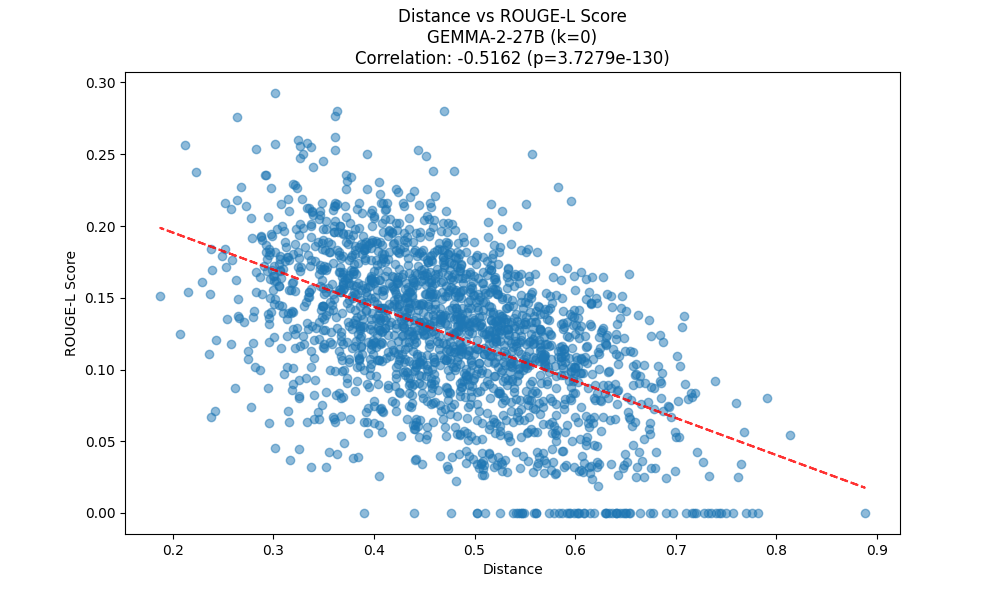 Distance vs ROUGE-L Score
GEMMA-2-27B (k=0)
Correlation: -0.5162 (p=3.7279e-130)
ROUGE-L Score
0.30
0.25
0.20
0.15
0.10
0.05
0.00
0.2 0.3 0.4 0.5 0.6 0.7 0.8 0.9
Distance